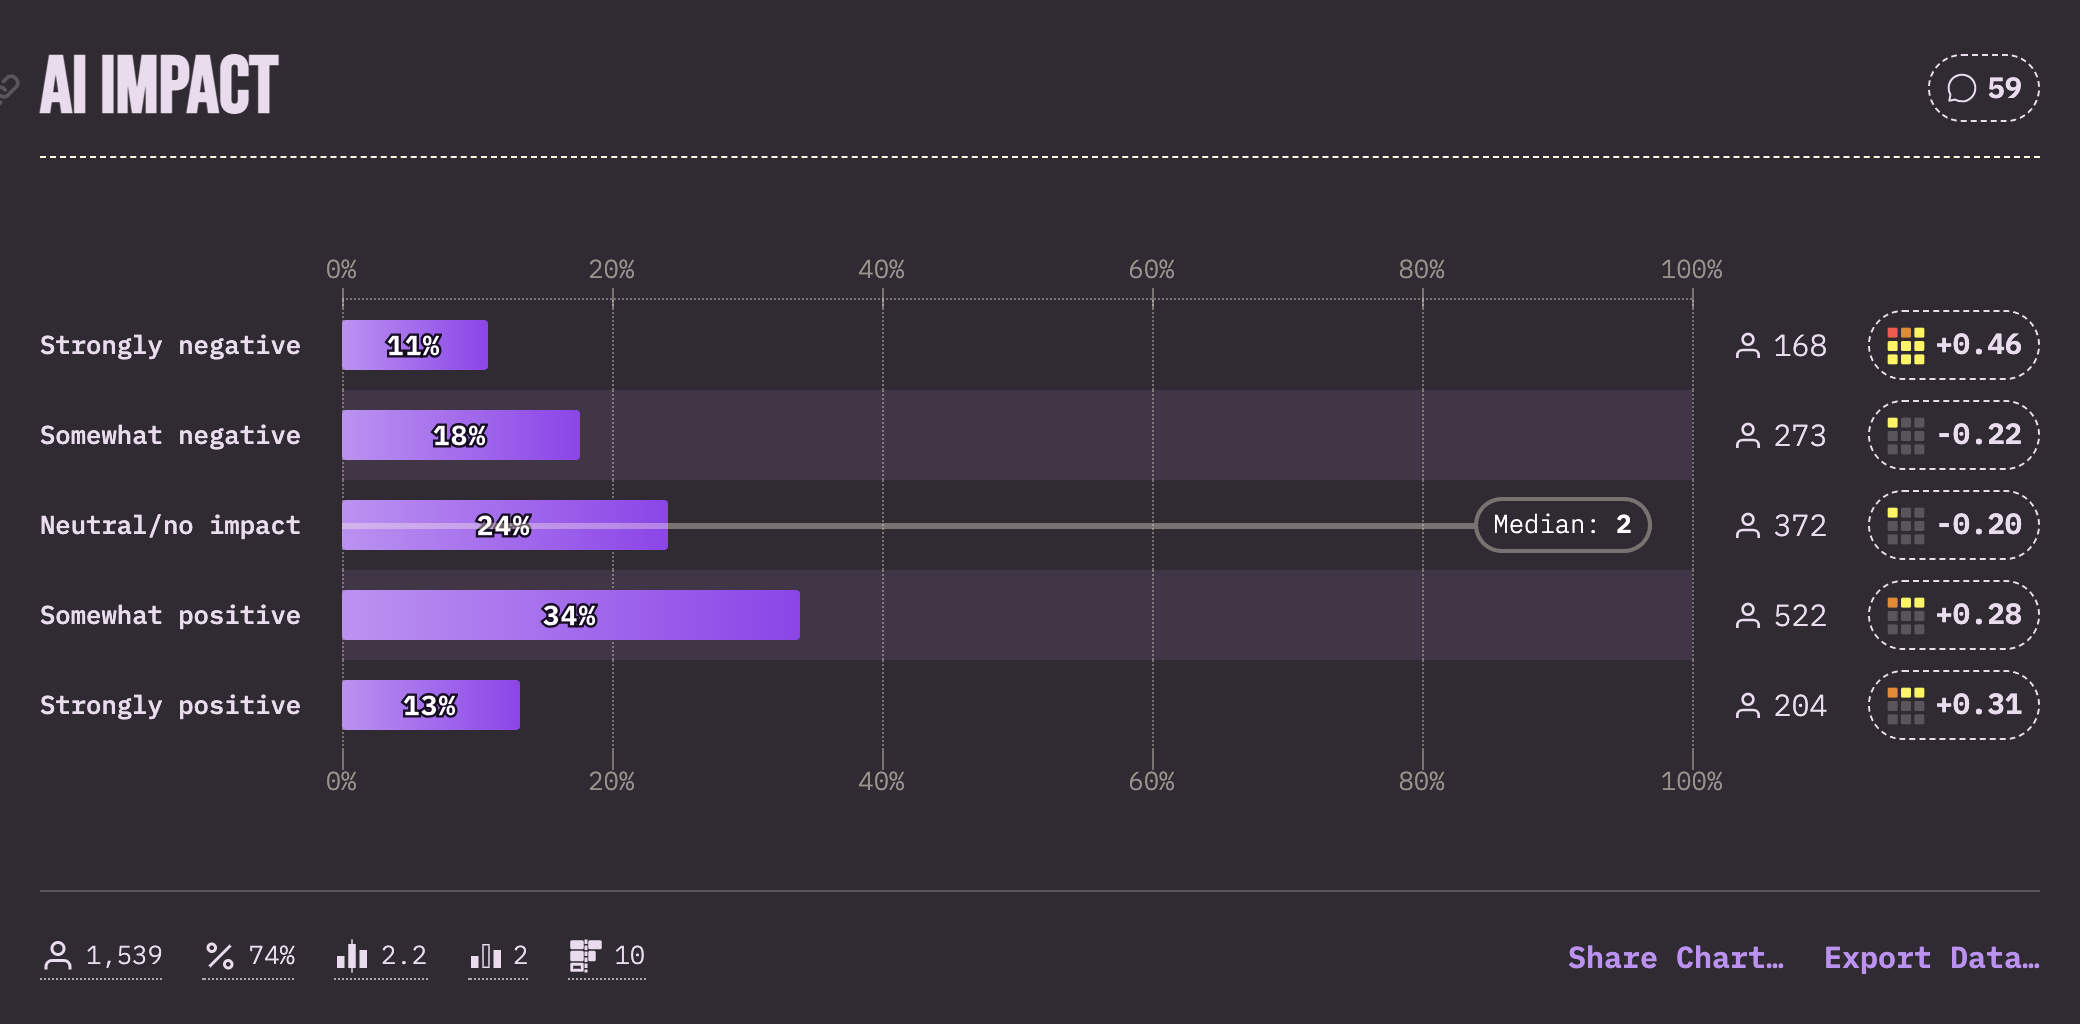 AI IMPACT
59
0% 20% 40% 60% 80% 100%
Strongly negative 11% 168 +0.46
Somewhat negative 18% 273 -0.22
Neutral/no impact 24% Median: 2 372 -0.20
Somewhat positive 34% 522 +0.28
Strongly positive 13% 204 +0.31
0% 20% 40% 60% 80% 100%
1,539 74% 2.2 2 10 Share Chart… Export Data…